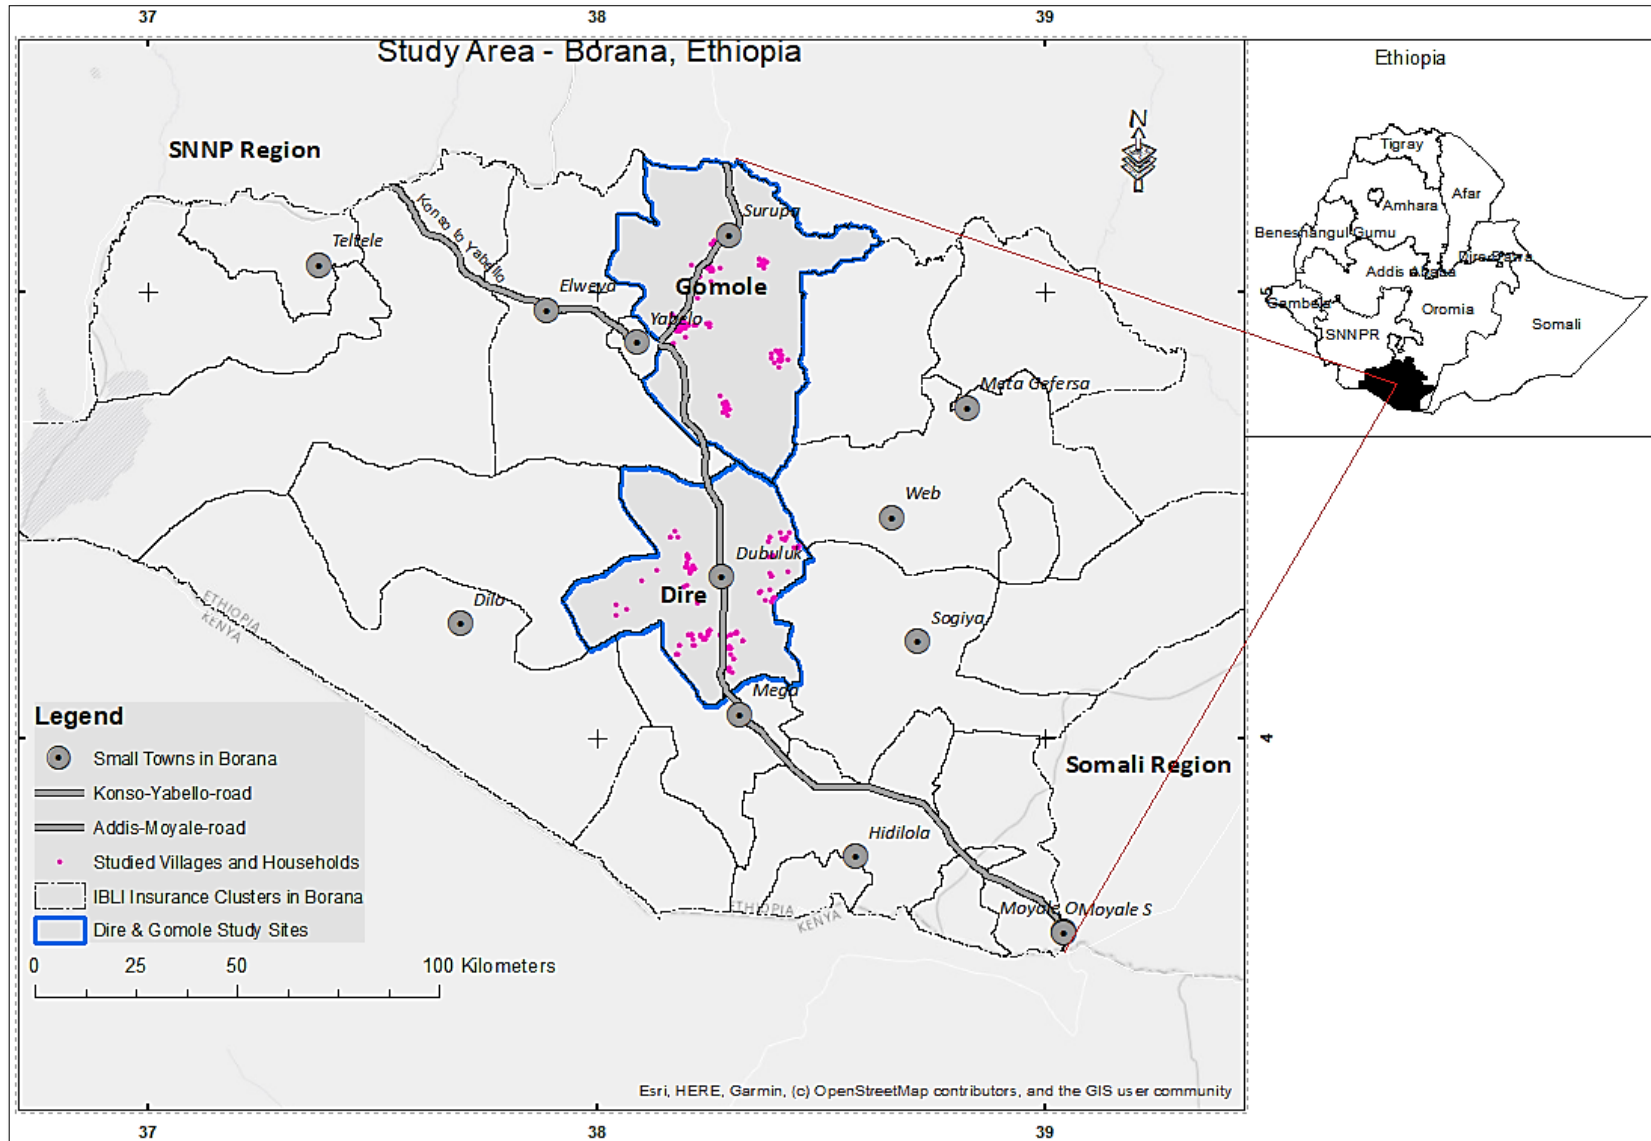 37
38
39
Study Area - Borana, Ethiopia
Ethiopia
N
SNNP Region
Tigray
Afar
Amhara
Beneshangul Gumu
Dire Dawa
Addis Ababa
Gambela
Oromia
SNNPR
Somali
Surupa
Teltele
Konso to Yabello
Elweya
Gomole
Yabelo
Meta Gefersa
Web
Dubuluk
Dire
Dilo
Sogiya
ETHIOPIA
KENYA
Mega
4
Somali Region
Hidilola
Moyale O
Moyale S
ETHIOPIA
KENYA
Legend
Small Towns in Borana
Konso-Yabello-road
Addis-Moyale-road
Studied Villages and Households
IBLI Insurance Clusters in Borana
Dire & Gomole Study Sites
0 25 50 100 Kilometers
Esri, HERE, Garmin, (c) OpenStreetMap contributors, and the GIS user community
37
38
39